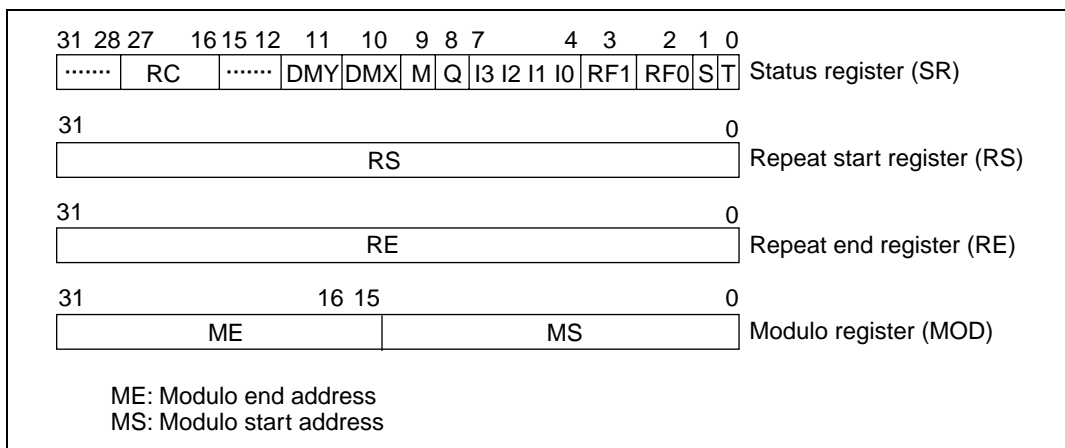 31 28 27 16 15 12 11 10 9 8 7 4 3 2 1 0
······· RC ······· DMY DMX M Q I3 I2 I1 I0 RF1 RF0 S T Status register (SR)
31 0
RS Repeat start register (RS)
31 0
RE Repeat end register (RE)
31 16 15 0
ME MS Modulo register (MOD)
ME: Modulo end address
MS: Modulo start address